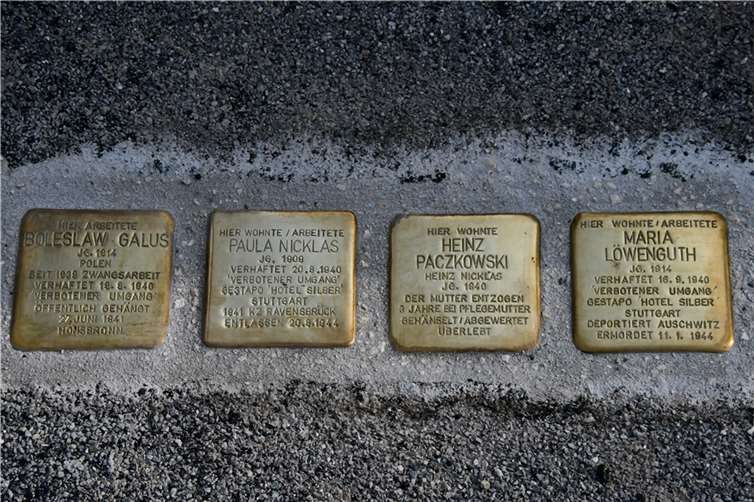 HIER ARBEITETE
BOLESLAW GALUS
JG. 1914
POLEN
SEIT 1939 ZWANGSARBEIT
VERHAFTET 1940
'VERBOTENER UMGANG'
ÖFFENTLICH GEHÄNGT
27. JUNI 1941
HONSBRONN
HIER WOHNTE / ARBEITETE
PAULA NICKLAS
JG. 1909
VERHAFTET 20.8.1940
'VERBOTENER UMGANG'
GESTAPO 'HOTEL SILBER'
STUTTGART
1941 KZ RAVENSBRÜCK
ENTLASSEN 20.5.1944
HIER WOHNTE
HEINZ
PACZKOWSKI
HEINZ NICKLAS
JG. 1940
DER MUTTER ENTZOGEN
3 JAHRE BEI PFLEGEMUTTER
GEHÄNSELT/ABGEWERTET
ÜBERLEBT
HIER WOHNTE/ARBEITETE
MARIA
LÖWENGUTH
JG. 1914
VERHAFTET 16.9.1940
'VERBOTENER UMGANG'
GESTAPO 'HOTEL SILBER'
STUTTGART
DEPORTIERT AUSCHWITZ
ERMORDET 11.1.1944